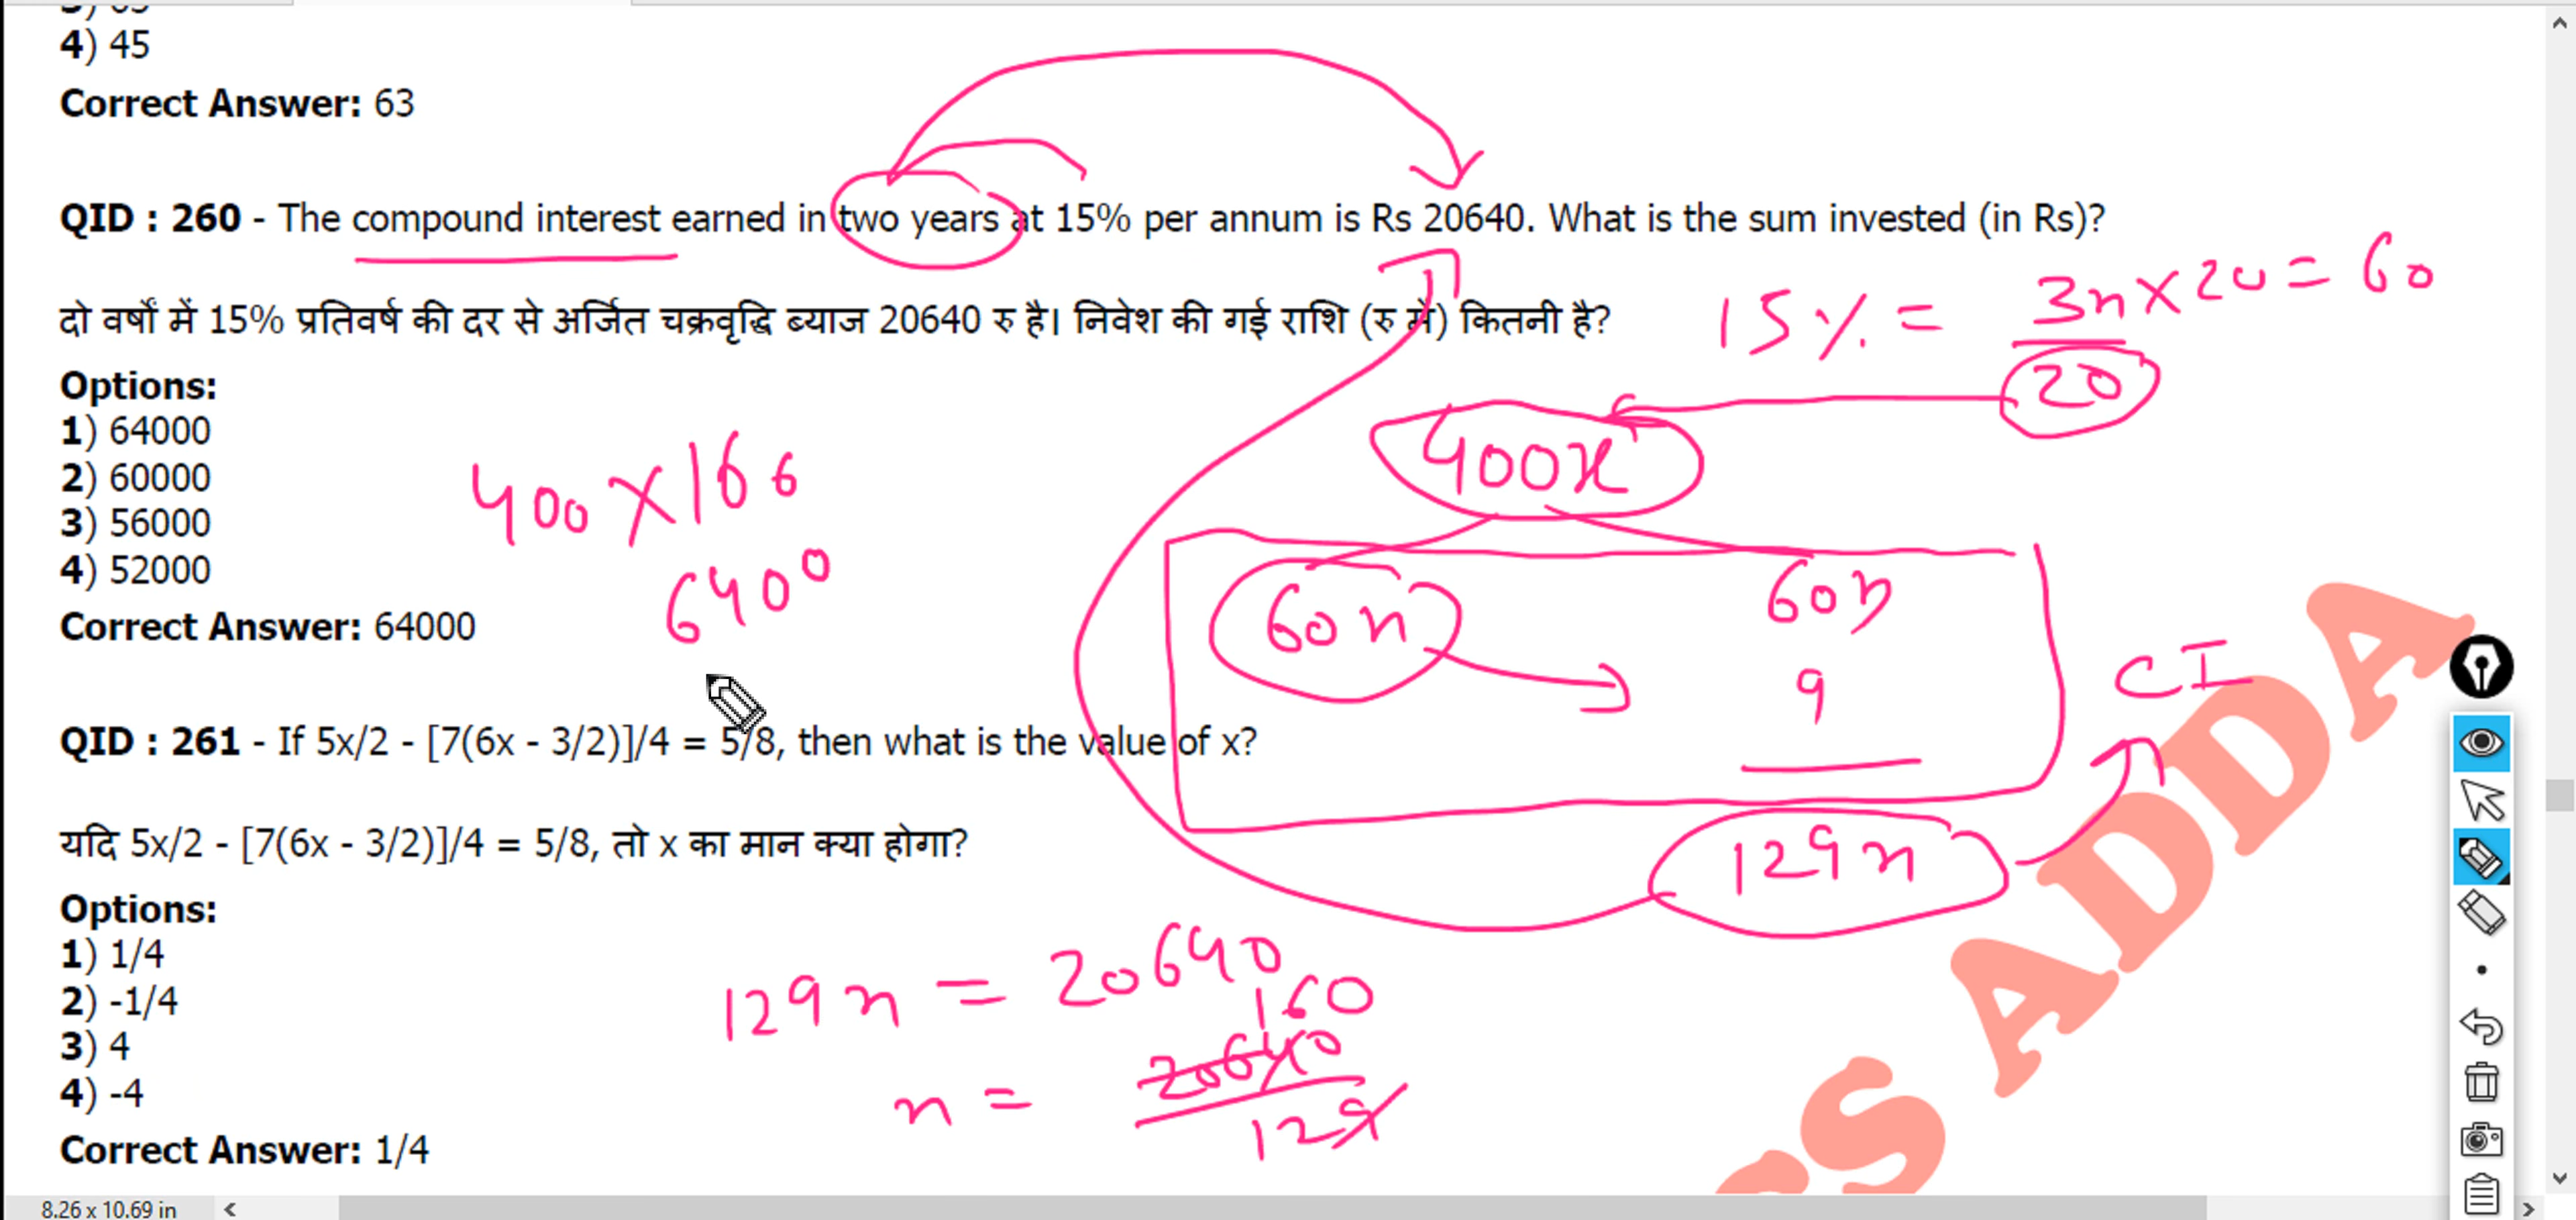 4) 45
Correct Answer: 63
QID : 260 - The compound interest earned in two years at 15% per annum is Rs 20640. What is the sum invested (in Rs)?
दो वर्षों में 15% प्रतिवर्ष की दर से अर्जित चक्रवृद्धि ब्याज 20640 रु है। निवेश की गई राशि (रु में) कितनी है?
15% = 3x/20 × 20 = 60
Options:
1) 64000
2) 60000
3) 56000
4) 52000
Correct Answer: 64000
400 × 166
6400
400x
60x
60x
9
129x
CI
QID : 261 - If 5x/2 - [7(6x - 3/2)]/4 = 5/8, then what is the value of x?
यदि 5x/2 - [7(6x - 3/2)]/4 = 5/8, तो x का मान क्या होगा?
Options:
1) 1/4
2) -1/4
3) 4
4) -4
Correct Answer: 1/4
129x = 20640
160
x = 20640/129
S ADDA
8.26 x 10.69 in